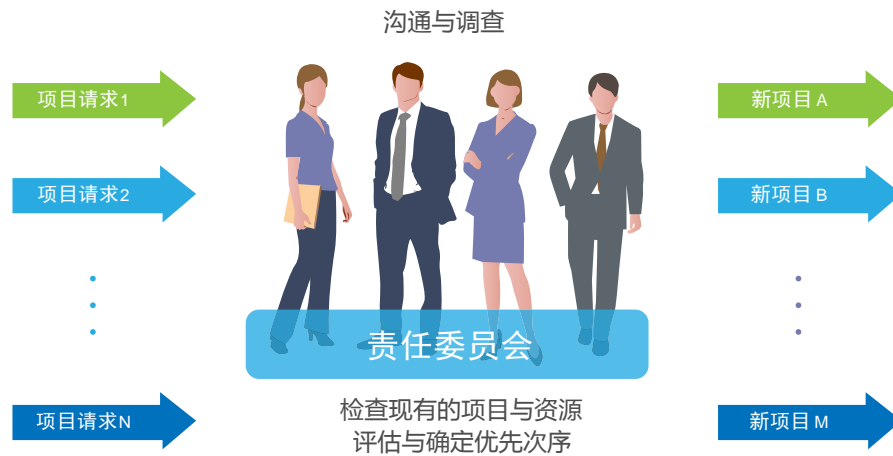 沟通与调查
项目请求1
新项目 A
项目请求2
新项目 B
责任委员会
项目请求N
检查现有的项目与资源
评估与确定优先次序
新项目 M